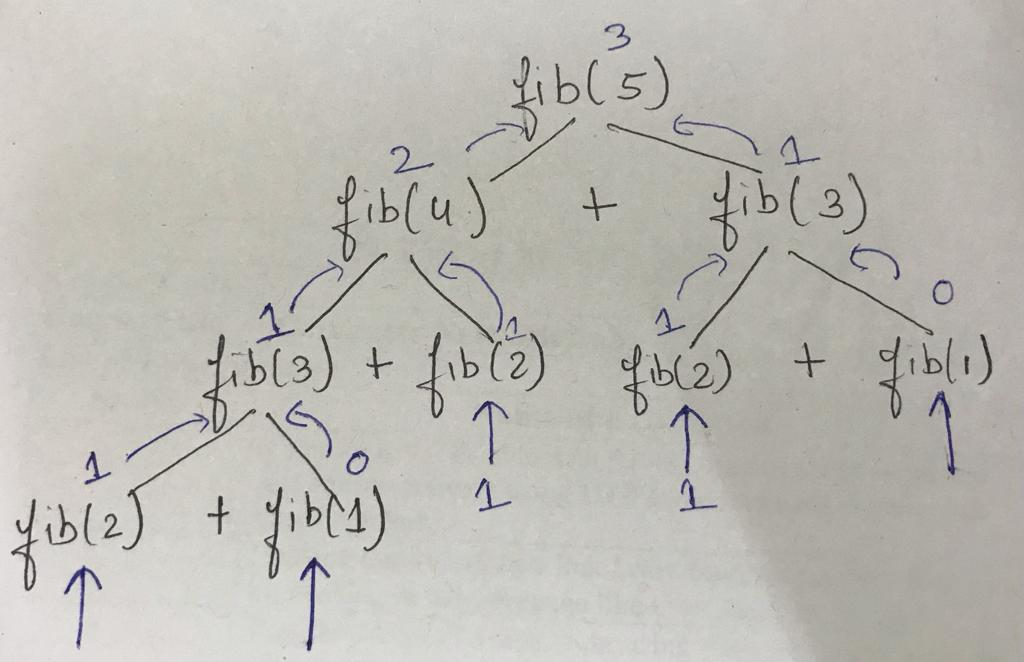 3
fib(5)
2 1
fib(4) + fib(3)
1 1 1 0
fib(3) + fib(2) fib(2) + fib(1)
1 0
1 1
fib(2) + fib(1)